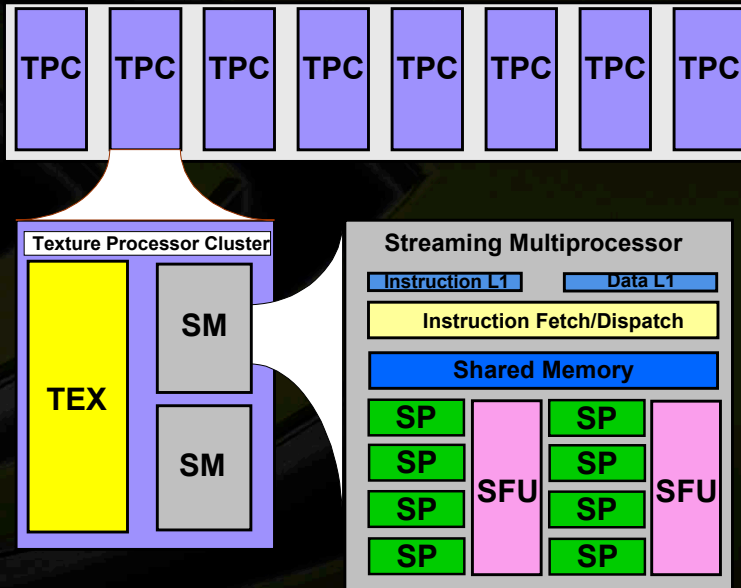 TPC TPC TPC TPC TPC TPC TPC TPC
Texture Processor Cluster
TEX
SM
SM
Streaming Multiprocessor
Instruction L1 Data L1
Instruction Fetch/Dispatch
Shared Memory
SP SP
SP SP
SFU SFU
SP SP
SP SP